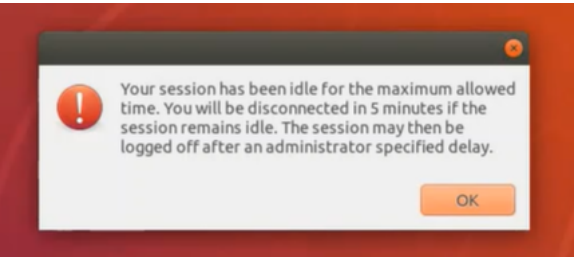 Your session has been idle for the maximum allowed
time. You will be disconnected in 5 minutes if the
session remains idle. The session may then be
logged off after an administrator specified delay.
OK